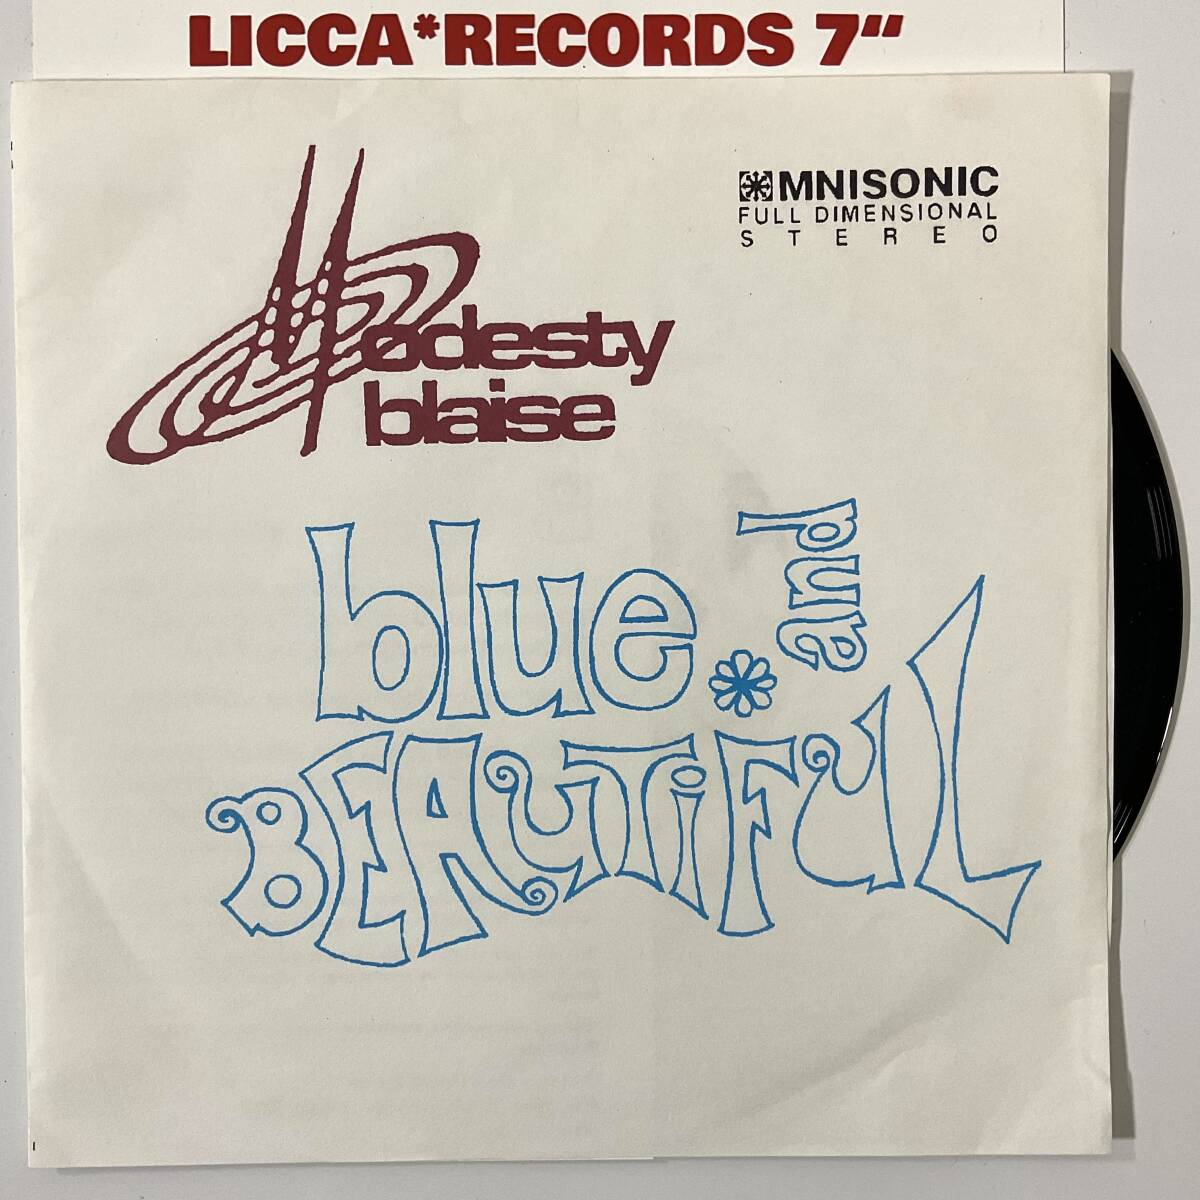 LICCA*RECORDS 7"
MNISONIC
FULL DIMENSIONAL
STEREO
Modesty
blaise
blue and
BEAUTiFUL